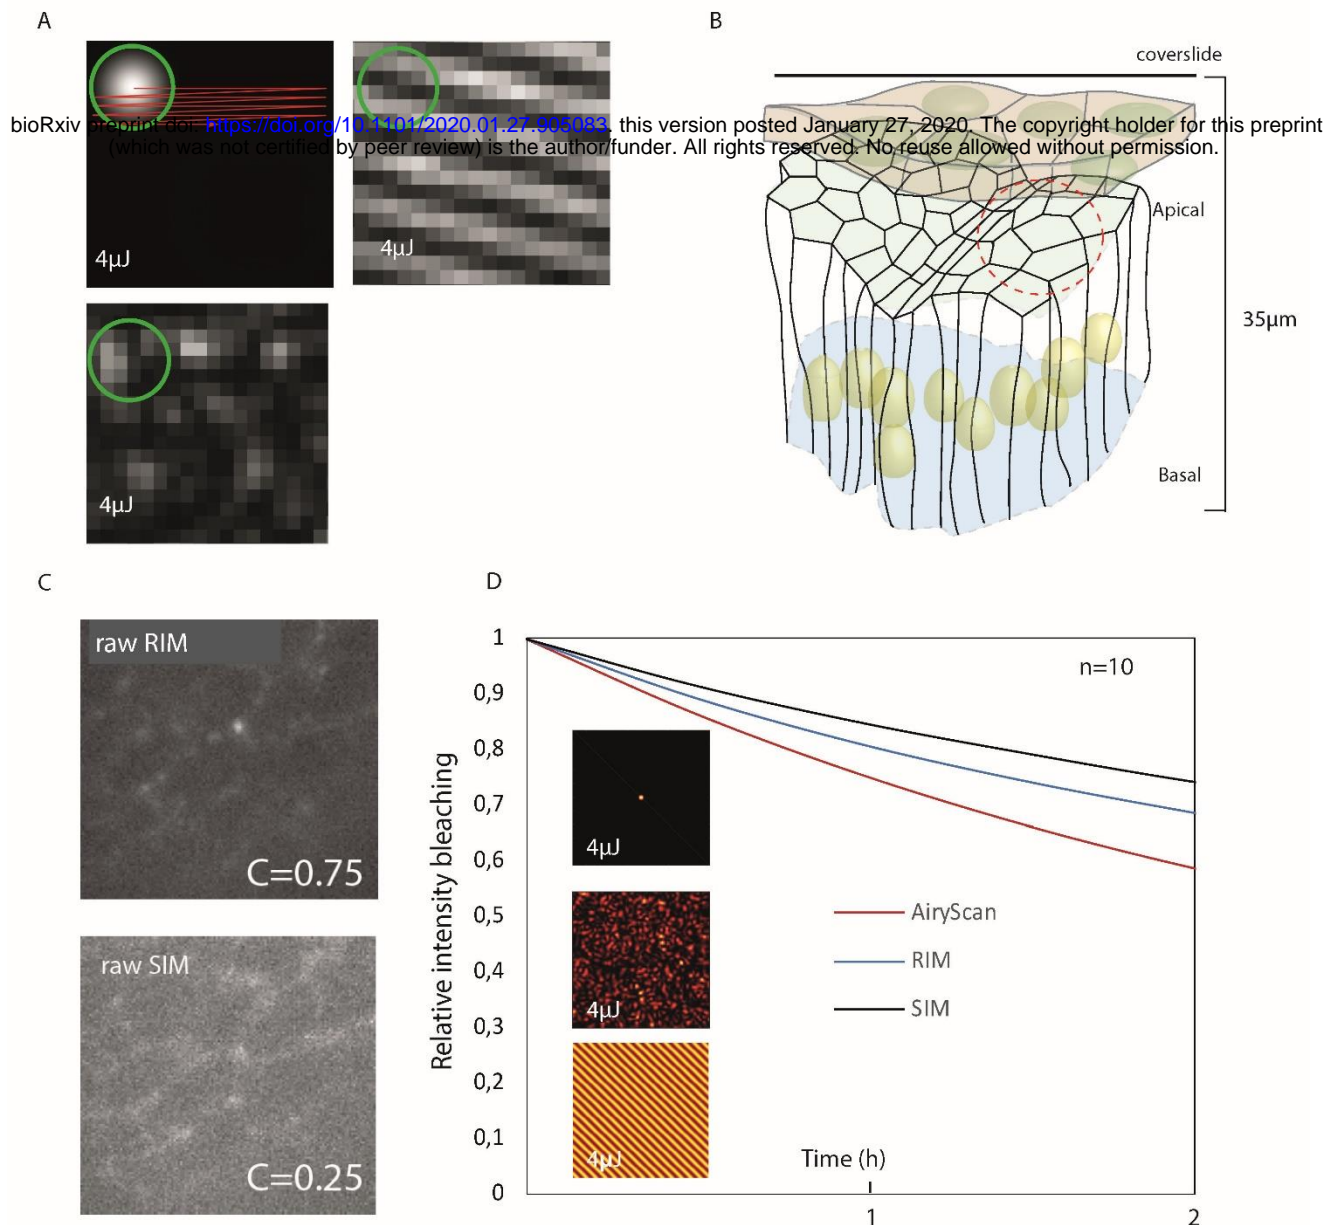 A
B
coverslide
bioRxiv preprint doi: https://doi.org/10.1101/2020.01.27.905083. this version posted January 27, 2020. The copyright holder for this preprint
(which was not certified by peer review) is the author/funder. All rights reserved. No reuse allowed without permission.
4µJ
4µJ
Apical
35µm
4µJ
Basal
C
D
raw RIM
C=0.75
raw SIM
C=0.25
Relative intensity bleaching
1
0,9
0,8
0,7
0,6
0,5
0,4
0,3
0,2
0,1
0
n=10
4µJ
4µJ
4µJ
AiryScan
RIM
SIM
Time (h)
1
2